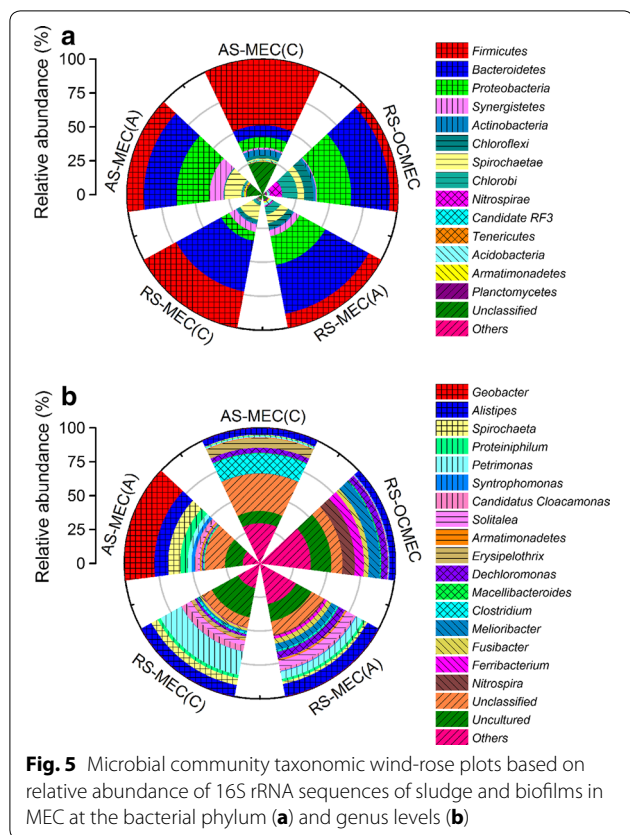 a
AS-MEC(C)
RS-OCMEC
RS-MEC(A)
RS-MEC(C)
AS-MEC(A)
Relative abundance (%)
100
75
50
25
0
Firmicutes
Bacteroidetes
Proteobacteria
Synergistetes
Actinobacteria
Chloroflexi
Spirochaetae
Chlorobi
Nitrospirae
Candidate RF3
Tenericutes
Acidobacteria
Armatimonadetes
Planctomycetes
Unclassified
Others
b
AS-MEC(C)
RS-OCMEC
RS-MEC(A)
RS-MEC(C)
AS-MEC(A)
Relative abundance (%)
100
75
50
25
0
Geobacter
Alistipes
Spirochaeta
Proteiniphilum
Petrimonas
Syntrophomonas
Candidatus Cloacamonas
Solitalea
Armatimonadetes
Erysipelothrix
Dechloromonas
Macellibacteroides
Clostridium
Melioribacter
Fusibacter
Ferribacterium
Nitrospira
Unclassified
Uncultured
Others
Fig. 5 Microbial community taxonomic wind-rose plots based on
relative abundance of 16S rRNA sequences of sludge and biofilms in
MEC at the bacterial phylum (a) and genus levels (b)